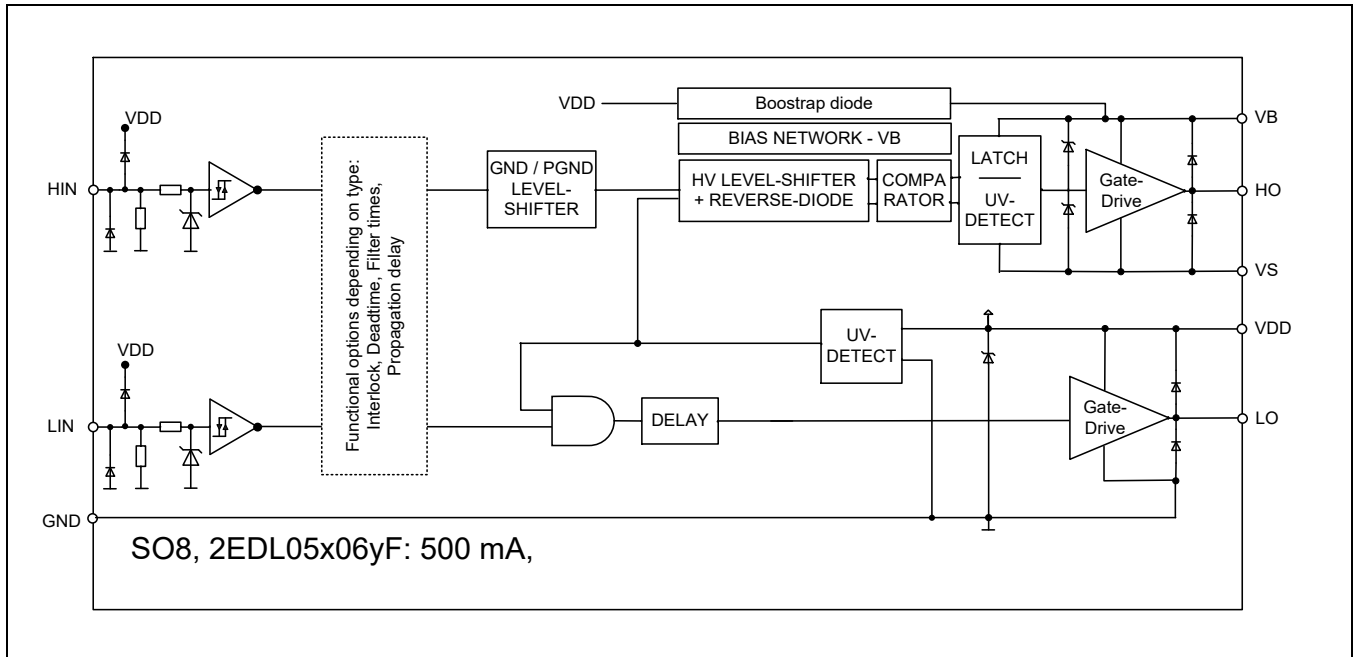 VDD
Boostrap diode
VDD
BIAS NETWORK - VB
VB
HIN
Functional options depending on type:
Interlock, Deadtime, Filter times,
Propagation delay
GND / PGND
LEVEL-
SHIFTER
HV LEVEL-SHIFTER
+ REVERSE-DIODE
COMPA
RATOR
LATCH
UV-
DETECT
Gate-
Drive
HO
VS
VDD
UV-
DETECT
VDD
LIN
DELAY
Gate-
Drive
LO
GND
SO8, 2EDL05x06yF: 500 mA,